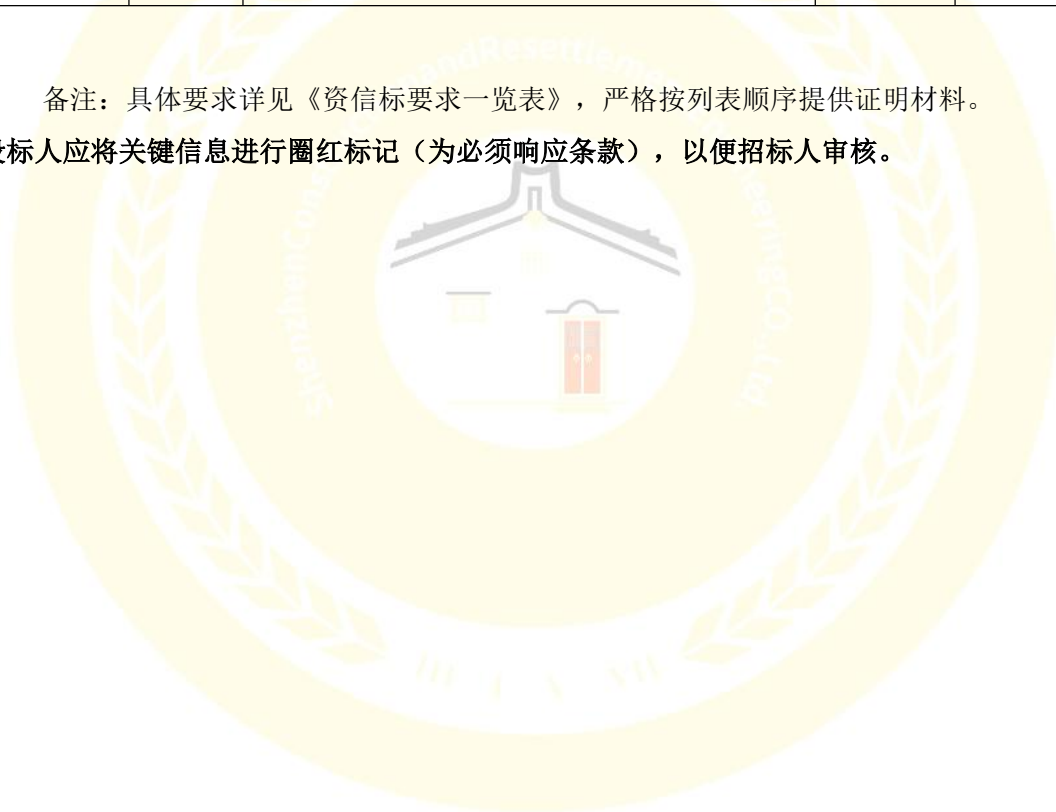 备注：具体要求详见《资信标要求一览表》，严格按列表顺序提供证明材料。
标人应将关键信息进行圈红标记（为必须响应条款），以便招标人审核。